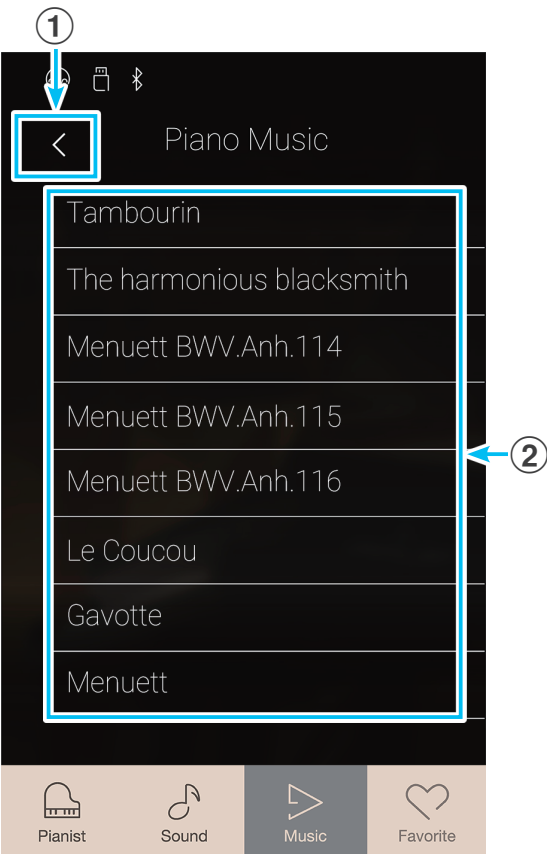 1
Piano Music
Tambourin
The harmonious blacksmith
Menuett BWV.Anh.114
Menuett BWV.Anh.115
2
Menuett BWV.Anh.116
Le Coucou
Gavotte
Menuett
Pianist Sound Music Favorite